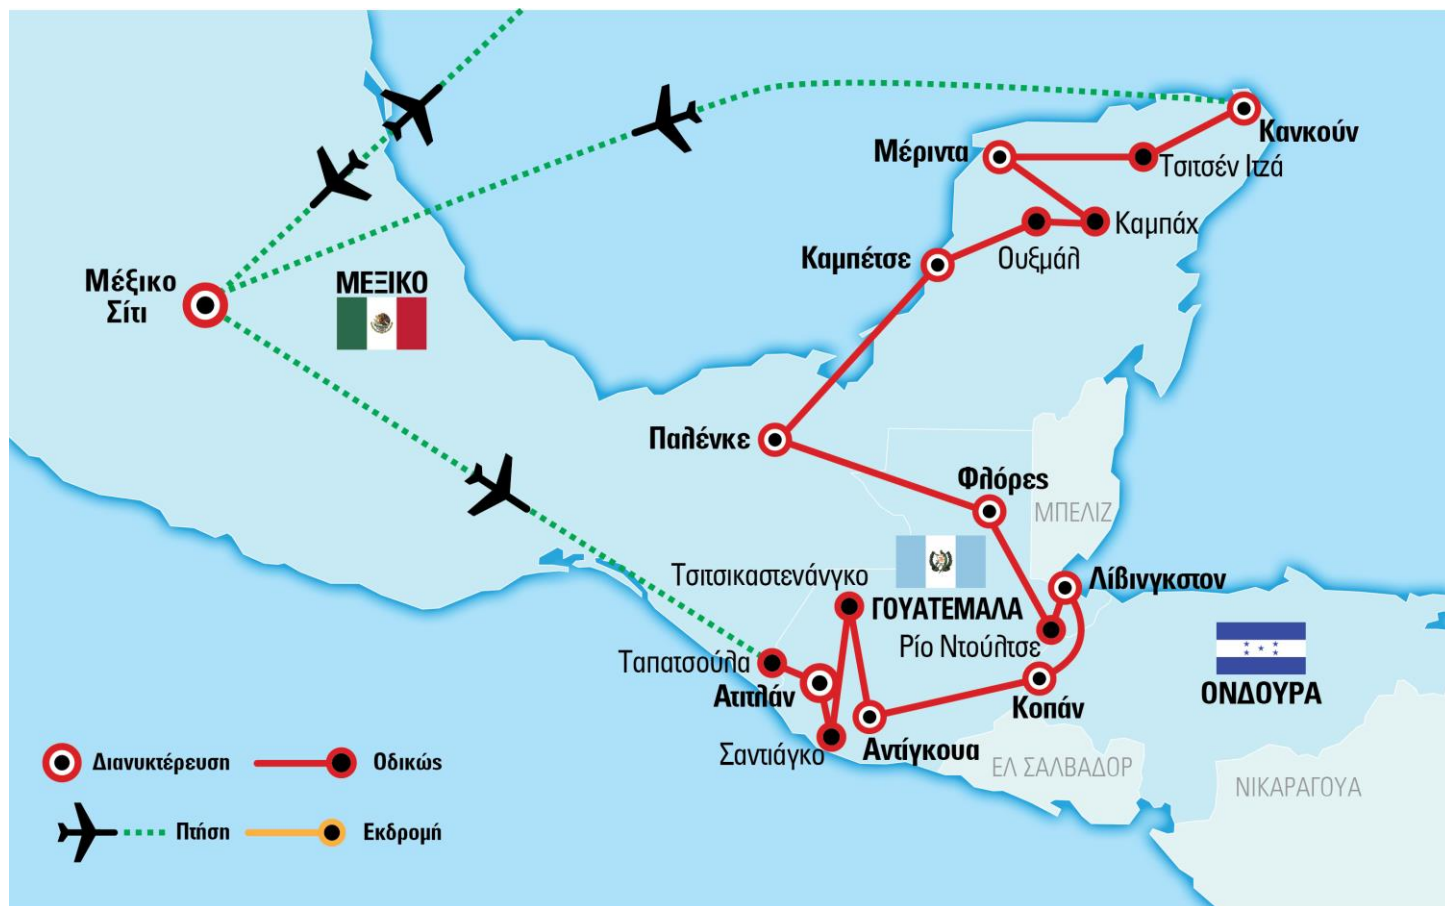 Κανκούν
Μέριντα
Τσιτσέν Ιτζά
Καμπάχ
Ουξμάλ
Καμπέτσε
Μέξικο
Σίτι
ΜΕΞΙΚΟ
Παλένκε
Φλόρες
ΜΠΕΛΙΖ
Τσιτσικαστενάνγκο
Λίβινγκστον
ΓΟΥΑΤΕΜΑΛΑ
Ρίο Ντούλτσε
Ταπατσούλα
Ατιτλάν
Κοπάν
ΟΝΔΟΥΡΑ
Σαντιάγκο
Αντίγκουα
ΕΛ ΣΑΛΒΑΔΟΡ
ΝΙΚΑΡΑΓΟΥΑ
Διανυκτέρευση
Οδικώς
Πτήση
Εκδρομή